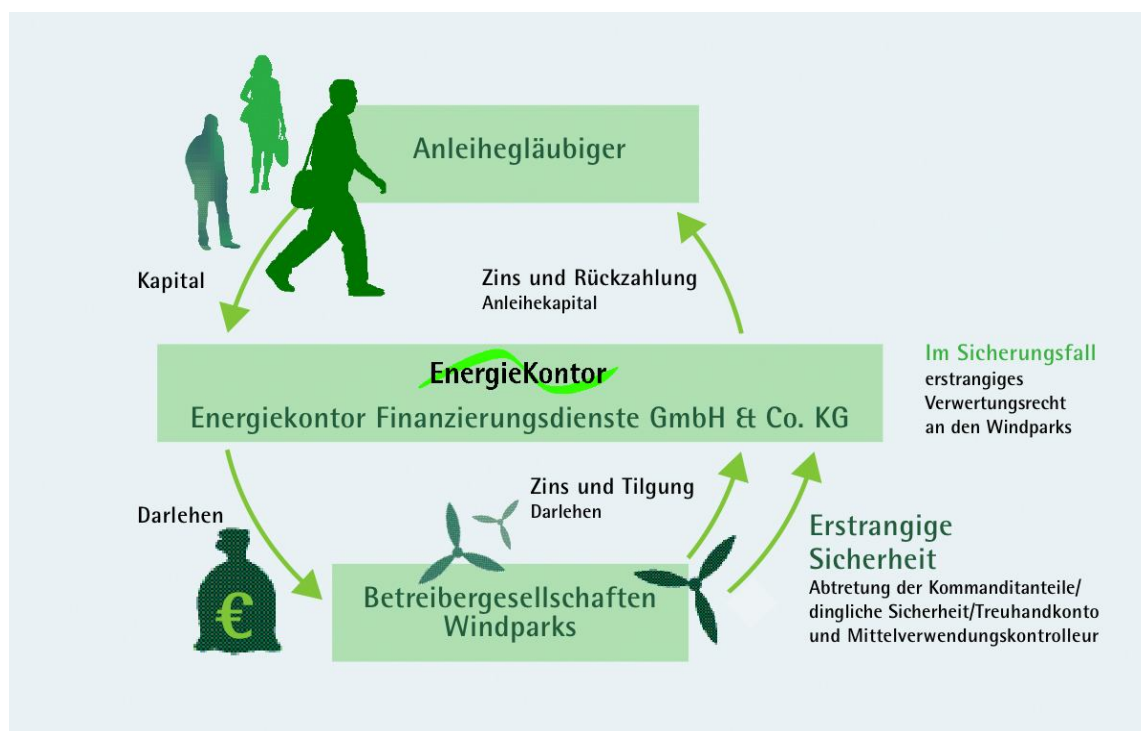 Anleihegläubiger
Kapital
Zins und Rückzahlung
Anleihekapital
EnergieKontor
Energiekontor Finanzierungsdienste GmbH & Co. KG
Im Sicherungsfall
erstrangiges
Verwertungsrecht
an den Windparks
Darlehen
€
Zins und Tilgung
Darlehen
Betreibergesellschaften
Windparks
Erstrangige
Sicherheit
Abtretung der Kommanditanteile/
dingliche Sicherheit/Treuhandkonto
und Mittelverwendungskontrolleur